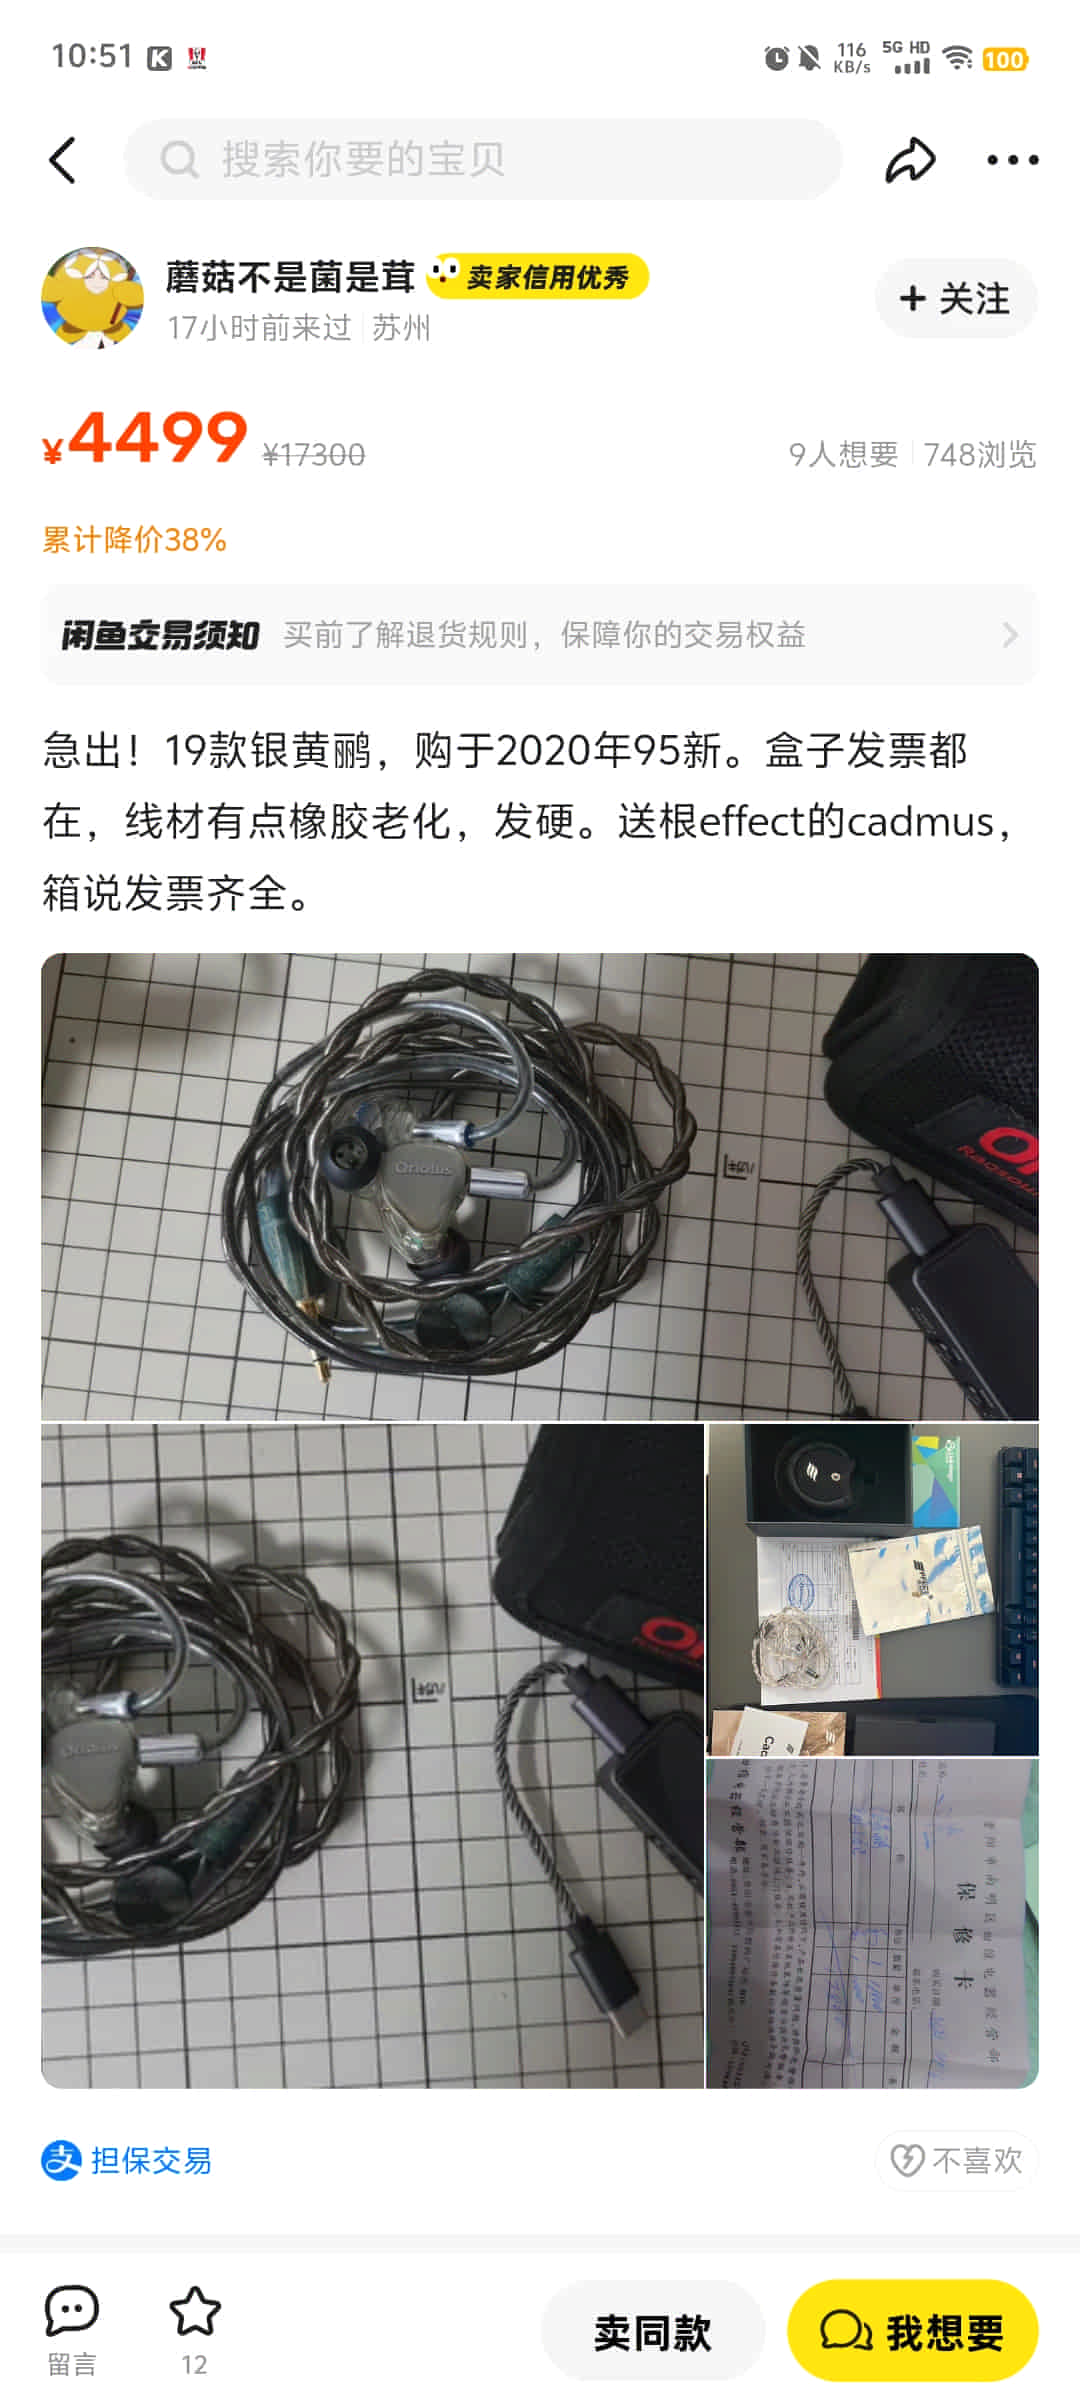 10:51
116 KB/s
5G HD
100
搜索你要的宝贝
蘑菇不是菌是茸
卖家信用优秀
17小时前来过
苏州
+ 关注
¥4499
¥17300
9人想要
748浏览
累计降价38%
闲鱼交易须知
买前了解退货规则，保障你的交易权益
急出！19款银黄鹂，购于2020年95新。盒子发票都
在，线材有点橡胶老化，发硬。送根effect的cadmus，
箱说发票齐全。
Oriolus
保修卡
担保交易
不喜欢
留言
12
卖同款
我想要